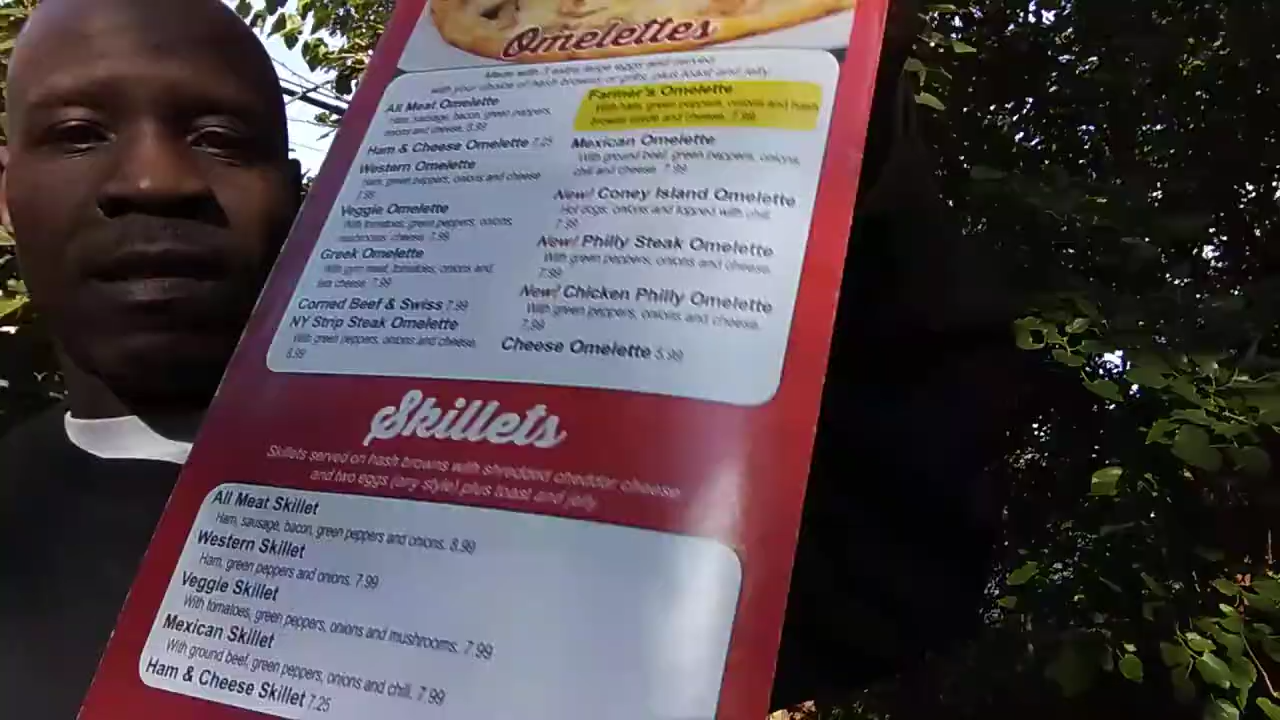 Omelettes
Made with 3 extra large eggs and served
with your choice of hash browns or grits, plus toast and jelly
All Meat Omelette
Ham, sausage, bacon, green peppers,
onions and cheese. 8.99
Ham & Cheese Omelette 7.25
Western Omelette
Ham, green peppers, onions and cheese
7.99
Veggie Omelette
With tomatoes, green peppers, onions,
mushrooms, cheese 7.99
Greek Omelette
With gyro meat, tomatoes, onions and
feta cheese. 7.99
Corned Beef & Swiss 7.99
NY Strip Steak Omelette
With green peppers, onions and cheese.
8.99
Farmer's Omelette
With ham, green peppers, onions and hash
browns inside and cheese. 7.99
Mexican Omelette
With ground beef, green peppers, onions,
chili and cheese. 7.99
New! Coney Island Omelette
Hot dogs, onions and topped with chili.
7.99
New! Philly Steak Omelette
With green peppers, onions and cheese.
7.99
New! Chicken Philly Omelette
With green peppers, onions and cheese.
7.99
Cheese Omelette 5.99
Skillets
Skillets served on hash browns with shredded cheddar cheese
and two eggs (any style) plus toast and jelly
All Meat Skillet
Ham, sausage, bacon, green peppers and onions. 8.99
Western Skillet
Ham, green peppers and onions. 7.99
Veggie Skillet
With tomatoes, green peppers, onions and mushrooms. 7.99
Mexican Skillet
With ground beef, green peppers, onions and chili. 7.99
Ham & Cheese Skillet 7.25